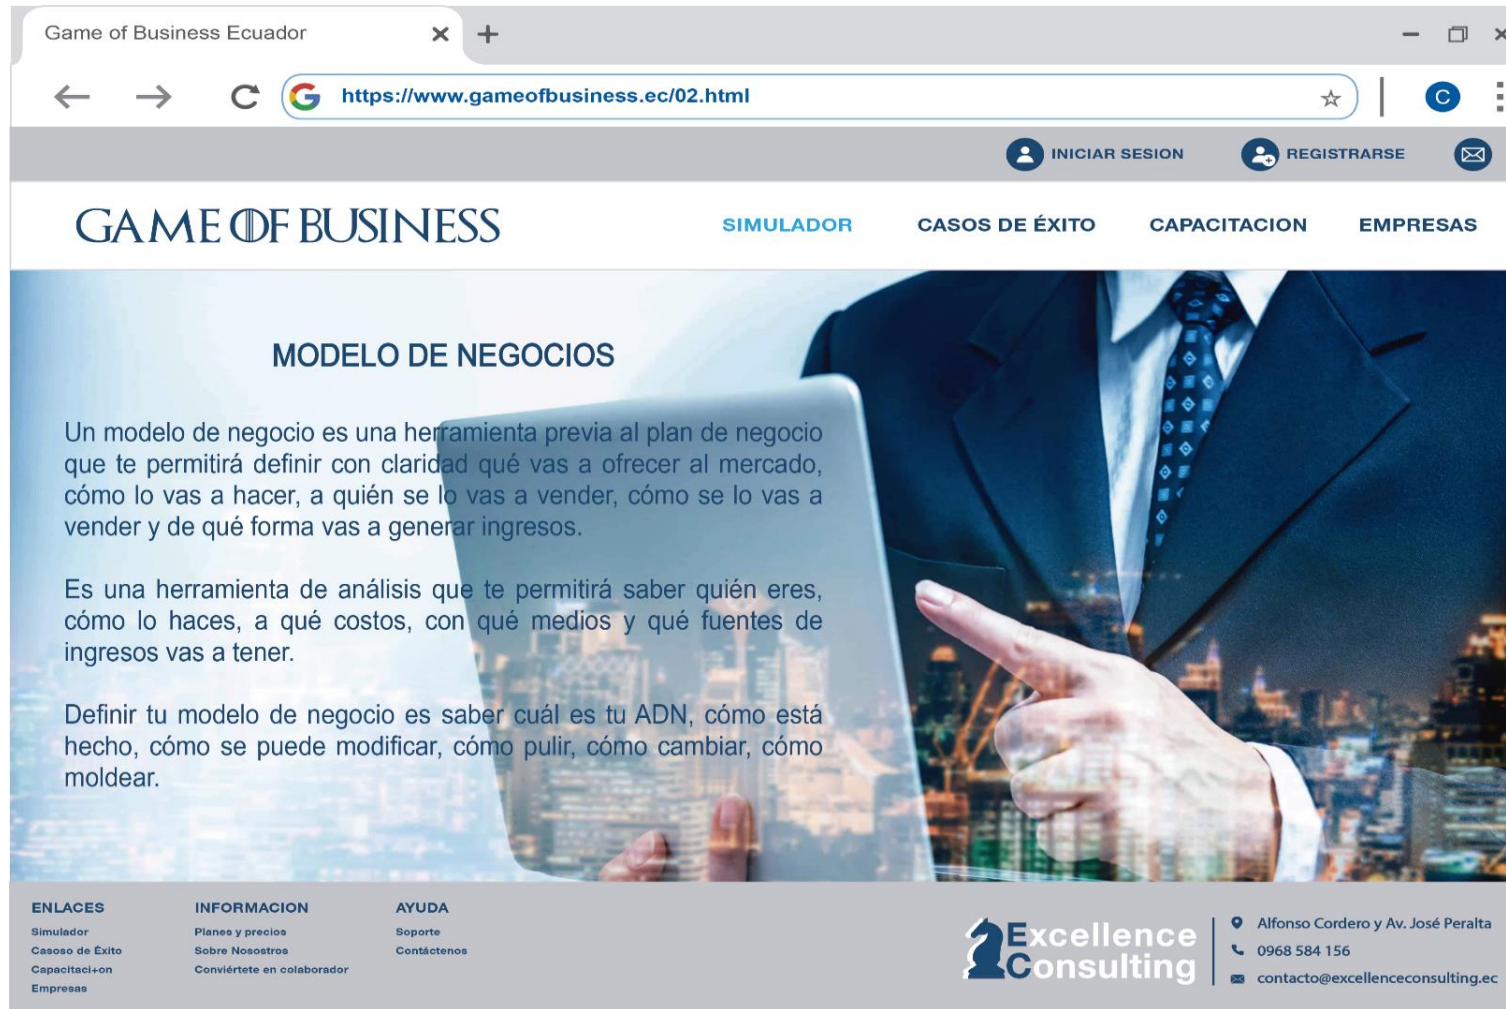 Game of Business Ecuador
https://www.gameofbusiness.ec/02.html
C
INICIAR SESION
REGISTRARSE
GAME OF BUSINESS
SIMULADOR
CASOS DE ÉXITO
CAPACITACION
EMPRESAS
MODELO DE NEGOCIOS
Un modelo de negocio es una herramienta previa al plan de negocio
que te permitirá definir con claridad qué vas a ofrecer al mercado,
cómo lo vas a hacer, a quién se lo vas a vender, cómo se lo vas a
vender y de qué forma vas a generar ingresos.
Es una herramienta de análisis que te permitirá saber quién eres,
cómo lo haces, a qué costos, con qué medios y qué fuentes de
ingresos vas a tener.
Definir tu modelo de negocio es saber cuál es tu ADN, cómo está
hecho, cómo se puede modificar, cómo pulir, cómo cambiar, cómo
moldear.
ENLACES
Simulador
Casoso de Éxito
Capacitaci+on
Empresas
INFORMACION
Planes y precios
Sobre Nosostros
Conviértete en colaborador
AYUDA
Soporte
Contáctenos
Excellence
Consulting
Alfonso Cordero y Av. José Peralta
0968 584 156
contacto@excellenceconsulting.ec